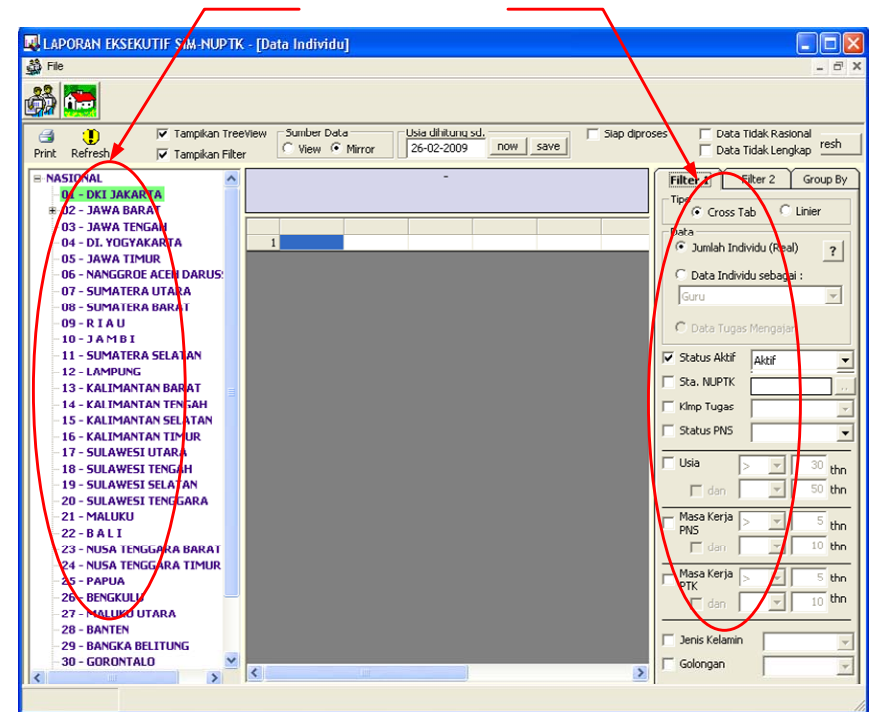 LAPORAN EKSEKUTIF SIM-NUPTK - [Data Individu]
File
Tampikan TreeView
Sumber Data
Usia dihitung sd.
Siap diproses
Data Tidak Rasional
Print Refresh
Tampikan Filter
View Mirror
26-02-2009 now save
Data Tidak Lengkap
resh
NASIONAL
01 - DKI JAKARTA
02 - JAWA BARAT
03 - JAWA TENGAH
04 - DI. YOGYAKARTA
05 - JAWA TIMUR
06 - NANGGROE ACEH DARUS
07 - SUMATERA UTARA
08 - SUMATERA BARAT
09 - R I A U
10 - J A M B I
11 - SUMATERA SELATAN
12 - LAMPUNG
13 - KALIMANTAN BARAT
14 - KALIMANTAN TENGAH
15 - KALIMANTAN SELATAN
16 - KALIMANTAN TIMUR
17 - SULAWESI UTARA
18 - SULAWESI TENGAH
19 - SULAWESI SELATAN
20 - SULAWESI TENGGARA
21 - MALUKU
22 - B A L I
23 - NUSA TENGGARA BARAT
24 - NUSA TENGGARA TIMUR
25 - PAPUA
26 - BENGKULU
27 - MALUKU UTARA
28 - BANTEN
29 - BANGKA BELITUNG
30 - GORONTALO
-
1
Filter 1 Filter 2 Group By
Tipe
Cross Tab Linier
Data
Jumlah Individu (Real) ?
Data Individu sebagai :
Guru
Data Tugas Mengajar
Status Aktif Aktif
Sta. NUPTK ...
Klmp Tugas
Status PNS
Usia > 30 thn
dan 50 thn
Masa Kerja PNS > 5 thn
dan 10 thn
Masa Kerja PTK > 5 thn
dan 10 thn
Jenis Kelamin
Golongan